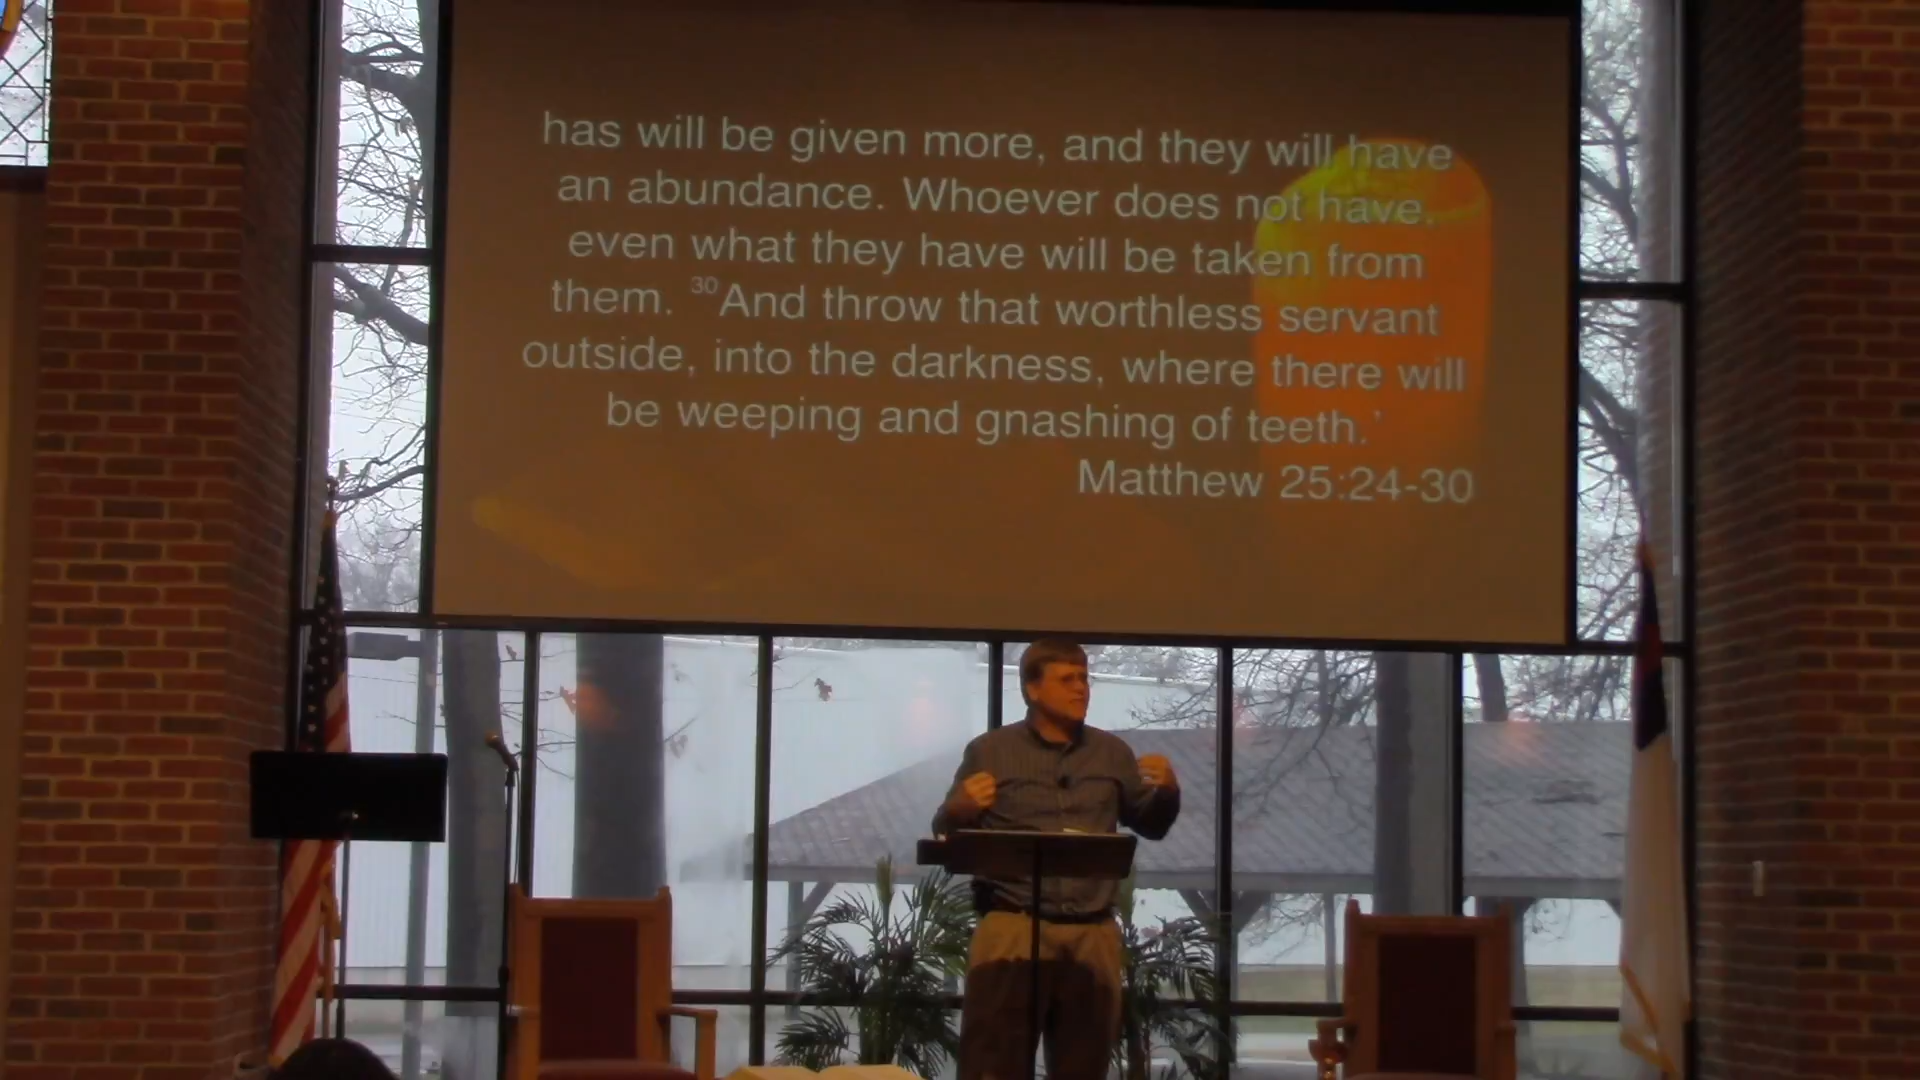 has will be given more, and they will have
an abundance. Whoever does not have,
even what they have will be taken from
them. ³⁰And throw that worthless servant
outside, into the darkness, where there will
be weeping and gnashing of teeth.'
Matthew 25:24-30